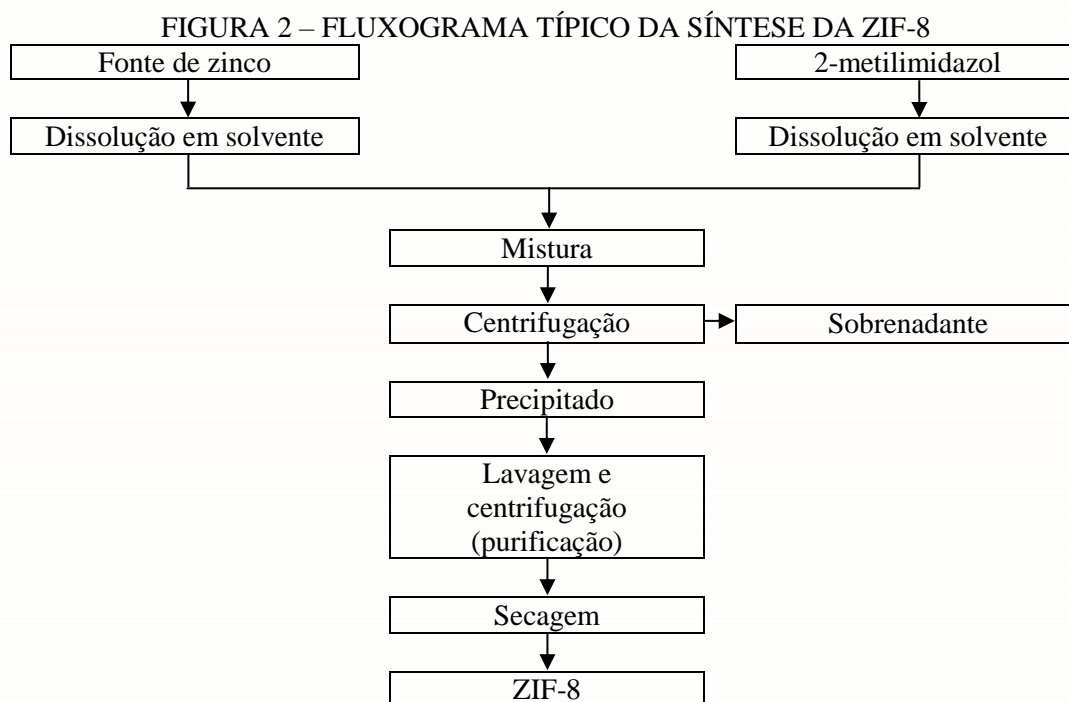 FIGURA 2 – FLUXOGRAMA TÍPICO DA SÍNTESE DA ZIF-8
Fonte de zinco
2-metilimidazol
Dissolução em solvente
Dissolução em solvente
Mistura
Centrifugação
Sobrenadante
Precipitado
Lavagem e
centrifugação
(purificação)
Secagem
ZIF-8